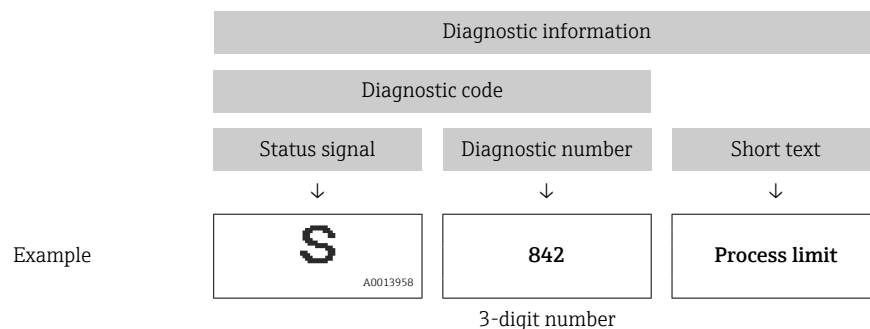 Diagnostic information
Diagnostic code
Status signal Diagnostic number Short text
↓ ↓ ↓
Example S 842 Process limit
A0013958
3-digit number